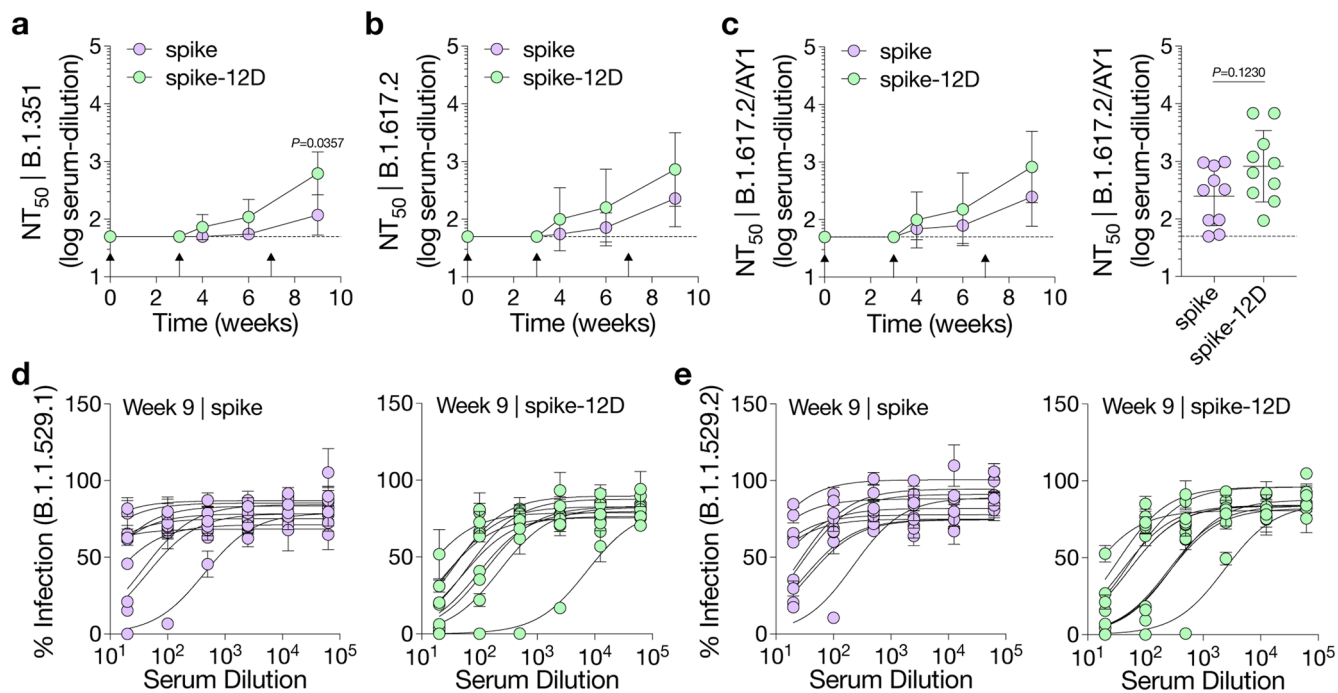 a
NT50 | B.1.351
(log serum-dilution)
5
4
3
2
1
spike
spike-12D
P=0.0357
0 2 4 6 8 10
Time (weeks)
b
NT50 | B.1.617.2
(log serum-dilution)
5
4
3
2
1
spike
spike-12D
0 2 4 6 8 10
Time (weeks)
c
NT50 | B.1.617.2/AY1
(log serum-dilution)
5
4
3
2
1
spike
spike-12D
0 2 4 6 8 10
Time (weeks)
NT50 | B.1.617.2/AY1
(log serum-dilution)
5
4
3
2
1
P=0.1230
spike
spike-12D
d
% Infection (B.1.1.529.1)
150
100
50
0
Week 9 | spike
10^1 10^2 10^3 10^4 10^5
Serum Dilution
150
100
50
0
Week 9 | spike-12D
10^1 10^2 10^3 10^4 10^5
Serum Dilution
e
% Infection (B.1.1.529.2)
150
100
50
0
Week 9 | spike
10^1 10^2 10^3 10^4 10^5
Serum Dilution
150
100
50
0
Week 9 | spike-12D
10^1 10^2 10^3 10^4 10^5
Serum Dilution